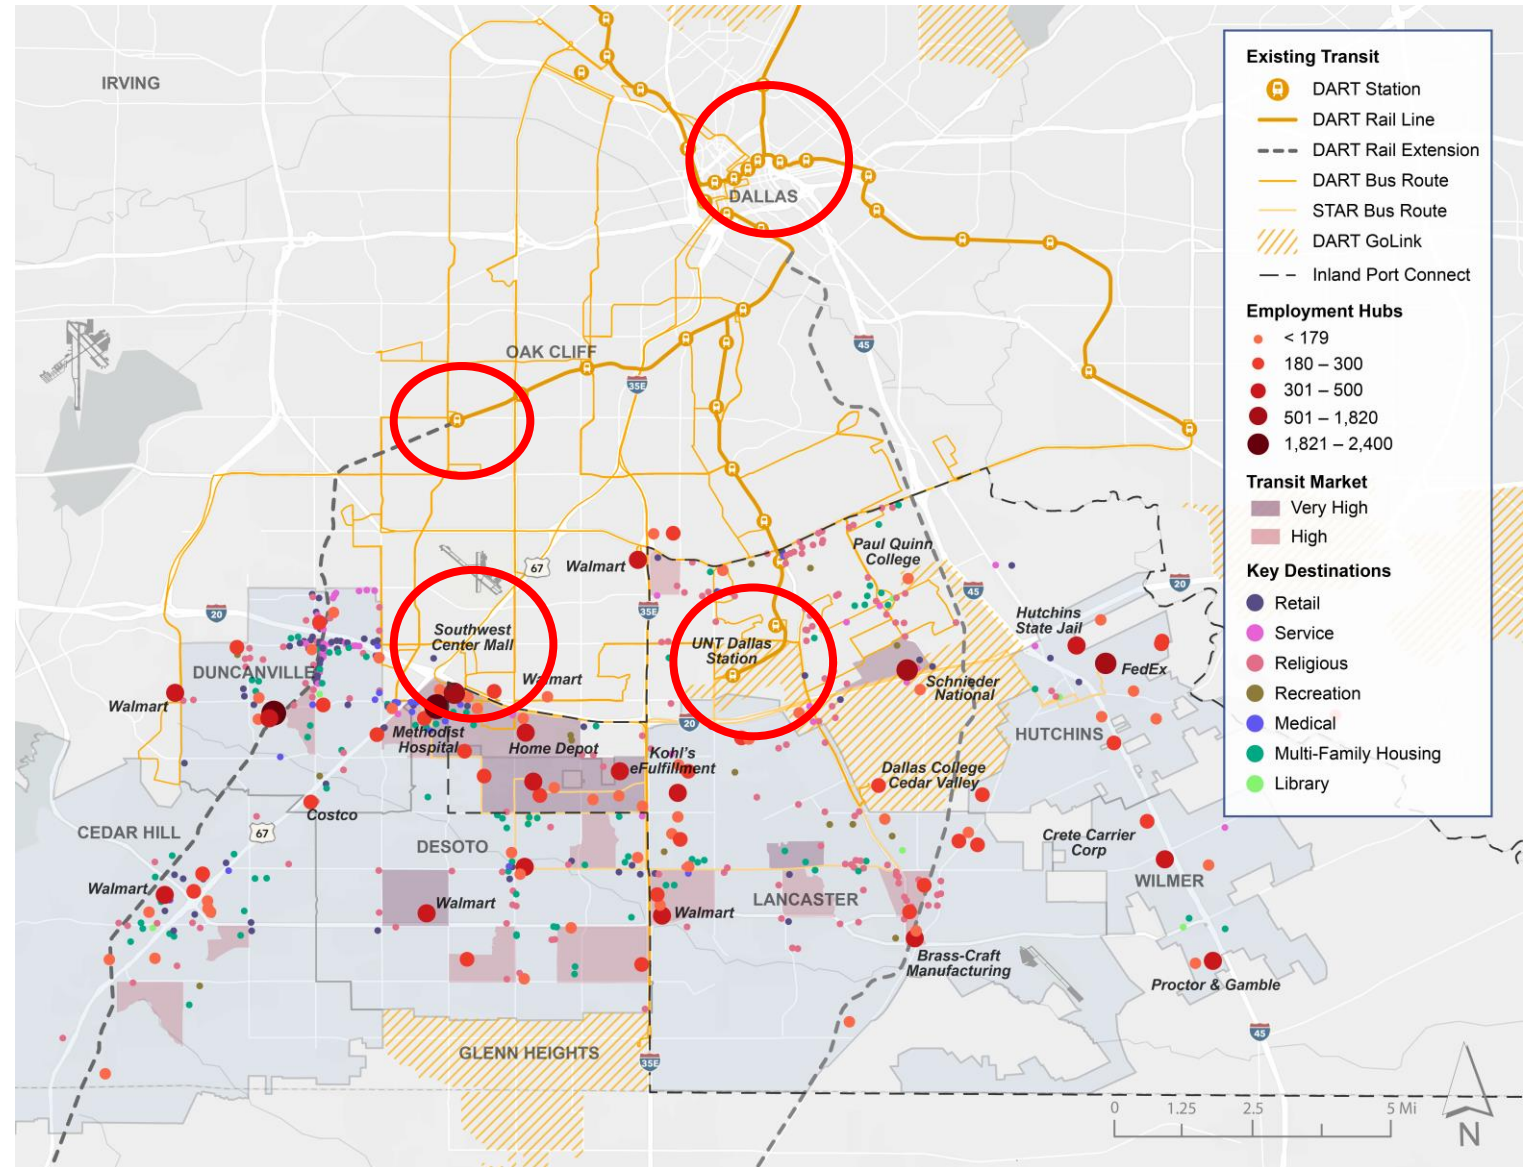 IRVING
DALLAS
OAK CLIFF
45
35E
67
Walmart
Paul Quinn
College
20
35E
45
20
Hutchins
State Jail
Southwest
Center Mall
UNT Dallas
Station
FedEx
DUNCANVILLE
Walmart
Schnieder
National
Walmart
20
Methodist
Hospital
Home Depot
HUTCHINS
Kohl's
eFulfillment
Dallas College
Cedar Valley
Costco
CEDAR HILL
67
DESOTO
Crete Carrier
Corp
WILMER
Walmart
Walmart
Walmart
LANCASTER
Brass-Craft
Manufacturing
Proctor & Gamble
GLENN HEIGHTS
35E
45
Existing Transit
DART Station
DART Rail Line
DART Rail Extension
DART Bus Route
STAR Bus Route
DART GoLink
Inland Port Connect
Employment Hubs
< 179
180 – 300
301 – 500
501 – 1,820
1,821 – 2,400
Transit Market
Very High
High
Key Destinations
Retail
Service
Religious
Recreation
Medical
Multi-Family Housing
Library
0 1.25 2.5 5 Mi
N